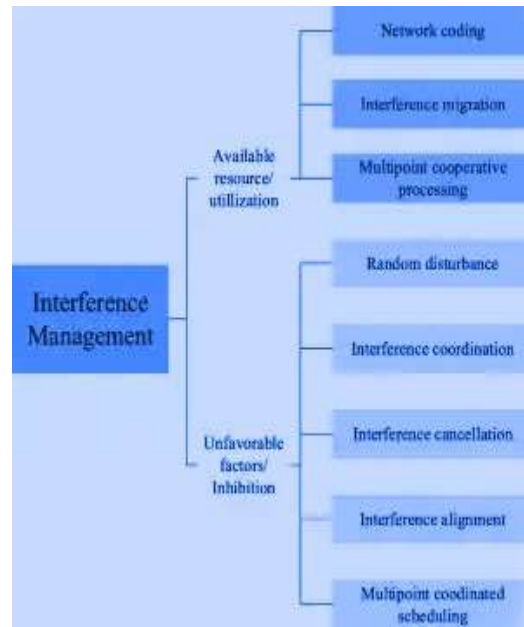 Network coding
Interference migration
Available
resource/
utillization
Multipoint cooperative
processing
Random disturbance
Interference
Management
Interference coordination
Unfavorable
factors/
Inhibition
Interference cancellation
Interference alignment
Multipoint coodinated
scheduling